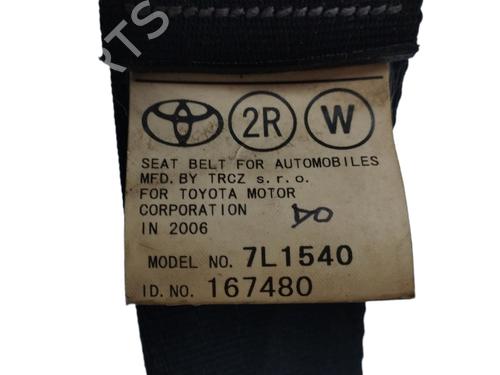 PARTS
2R W
SEAT BELT FOR AUTOMOBILES
MFD. BY TRCZ s.r.o.
FOR TOYOTA MOTOR
CORPORATION
IN 2006
MODEL NO. 7L1540
ID. NO. 167480